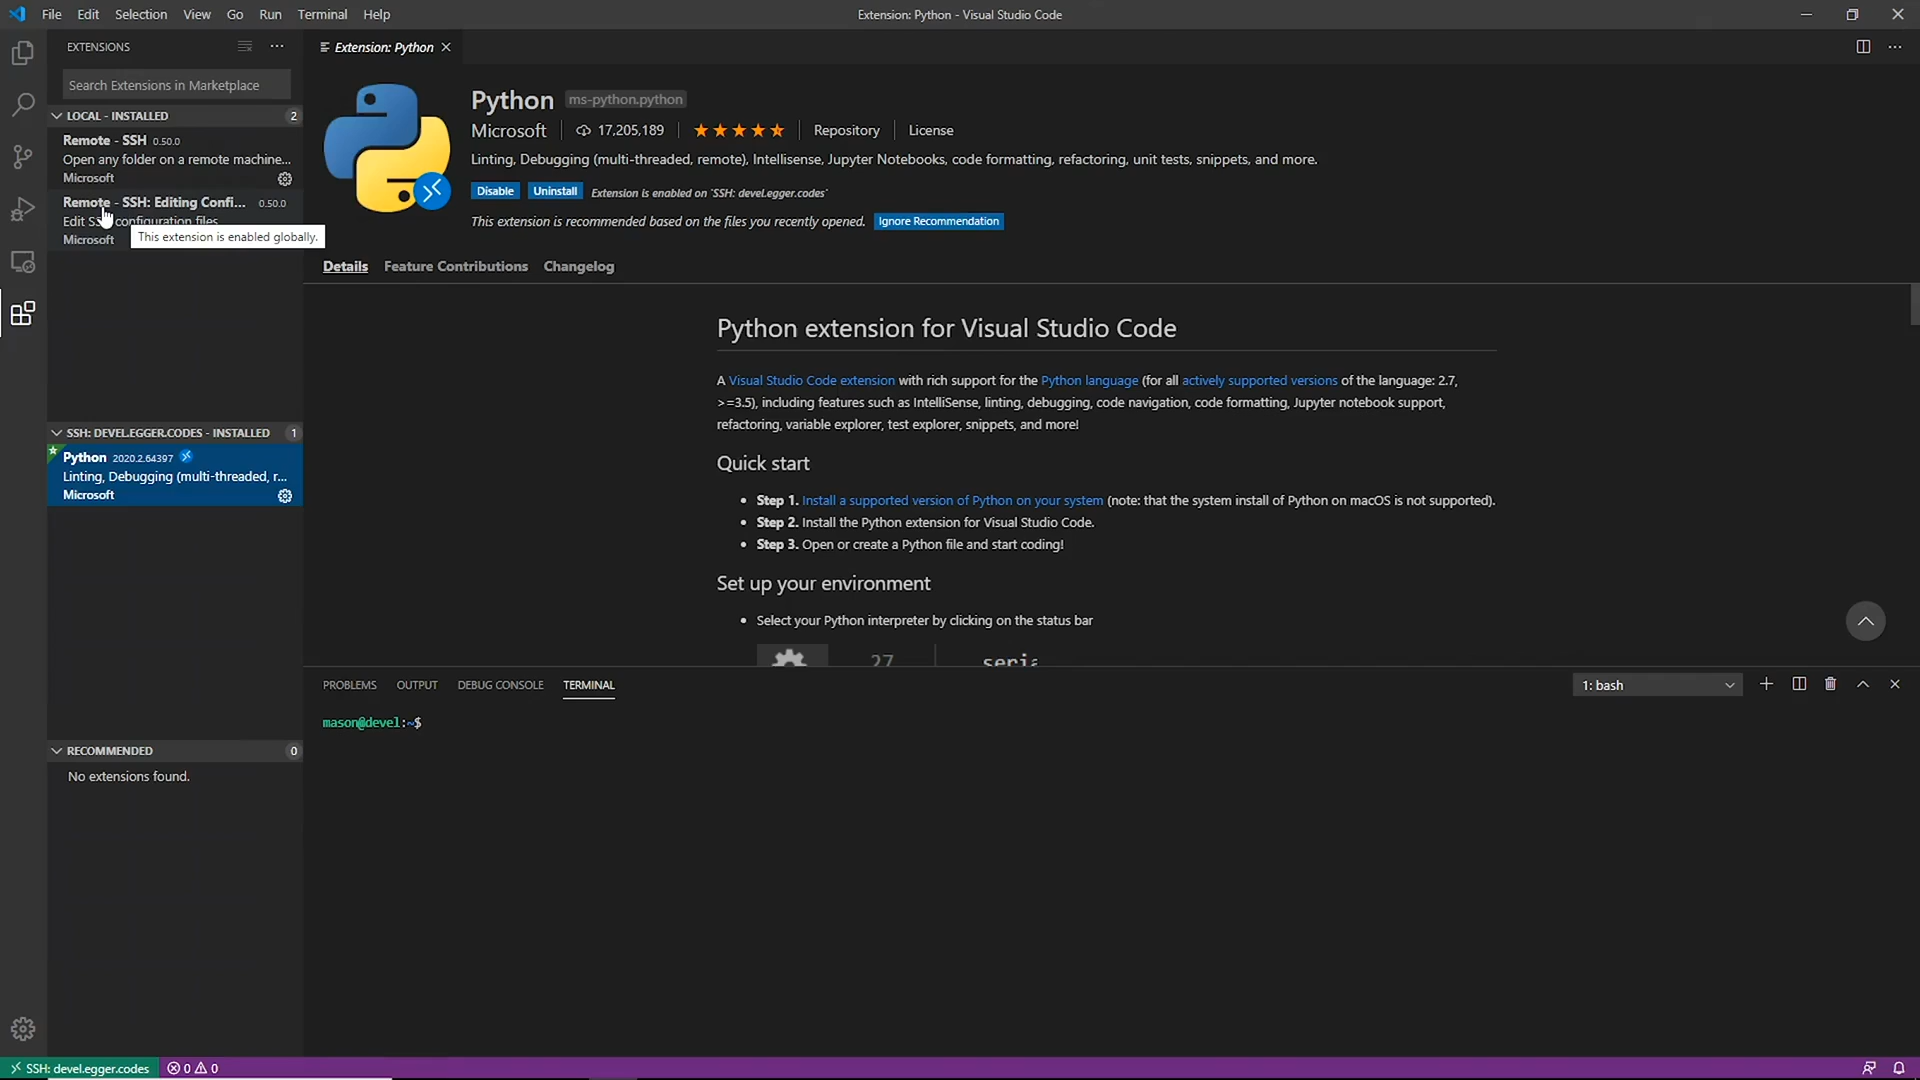 File Edit Selection View Go Run Terminal Help
Extension: Python - Visual Studio Code
EXTENSIONS
Search Extensions in Marketplace
LOCAL - INSTALLED 2
Remote - SSH 0.50.0
Open any folder on a remote machine...
Microsoft
Remote - SSH: Editing Confi... 0.50.0
Edit SS configuration files
Microsoft
This extension is enabled globally.
SSH: DEVEL.EGGER.CODES - INSTALLED 1
Python 2020.2.64397
Linting, Debugging (multi-threaded, r...
Microsoft
RECOMMENDED 0
No extensions found.
Extension: Python
Python ms-python.python
Microsoft 17,205,189 Repository License
Linting, Debugging (multi-threaded, remote), Intellisense, Jupyter Notebooks, code formatting, refactoring, unit tests, snippets, and more.
Disable Uninstall Extension is enabled on 'SSH: devel.egger.codes'
This extension is recommended based on the files you recently opened. Ignore Recommendation
Details Feature Contributions Changelog
Python extension for Visual Studio Code
A Visual Studio Code extension with rich support for the Python language (for all actively supported versions of the language: 2.7,
>=3.5), including features such as IntelliSense, linting, debugging, code navigation, code formatting, Jupyter notebook support,
refactoring, variable explorer, test explorer, snippets, and more!
Quick start
• Step 1. Install a supported version of Python on your system (note: that the system install of Python on macOS is not supported).
• Step 2. Install the Python extension for Visual Studio Code.
• Step 3. Open or create a Python file and start coding!
Set up your environment
• Select your Python interpreter by clicking on the status bar
27
PROBLEMS OUTPUT DEBUG CONSOLE TERMINAL
1: bash
mason@devel:~$
SSH: devel.egger.codes 0 0